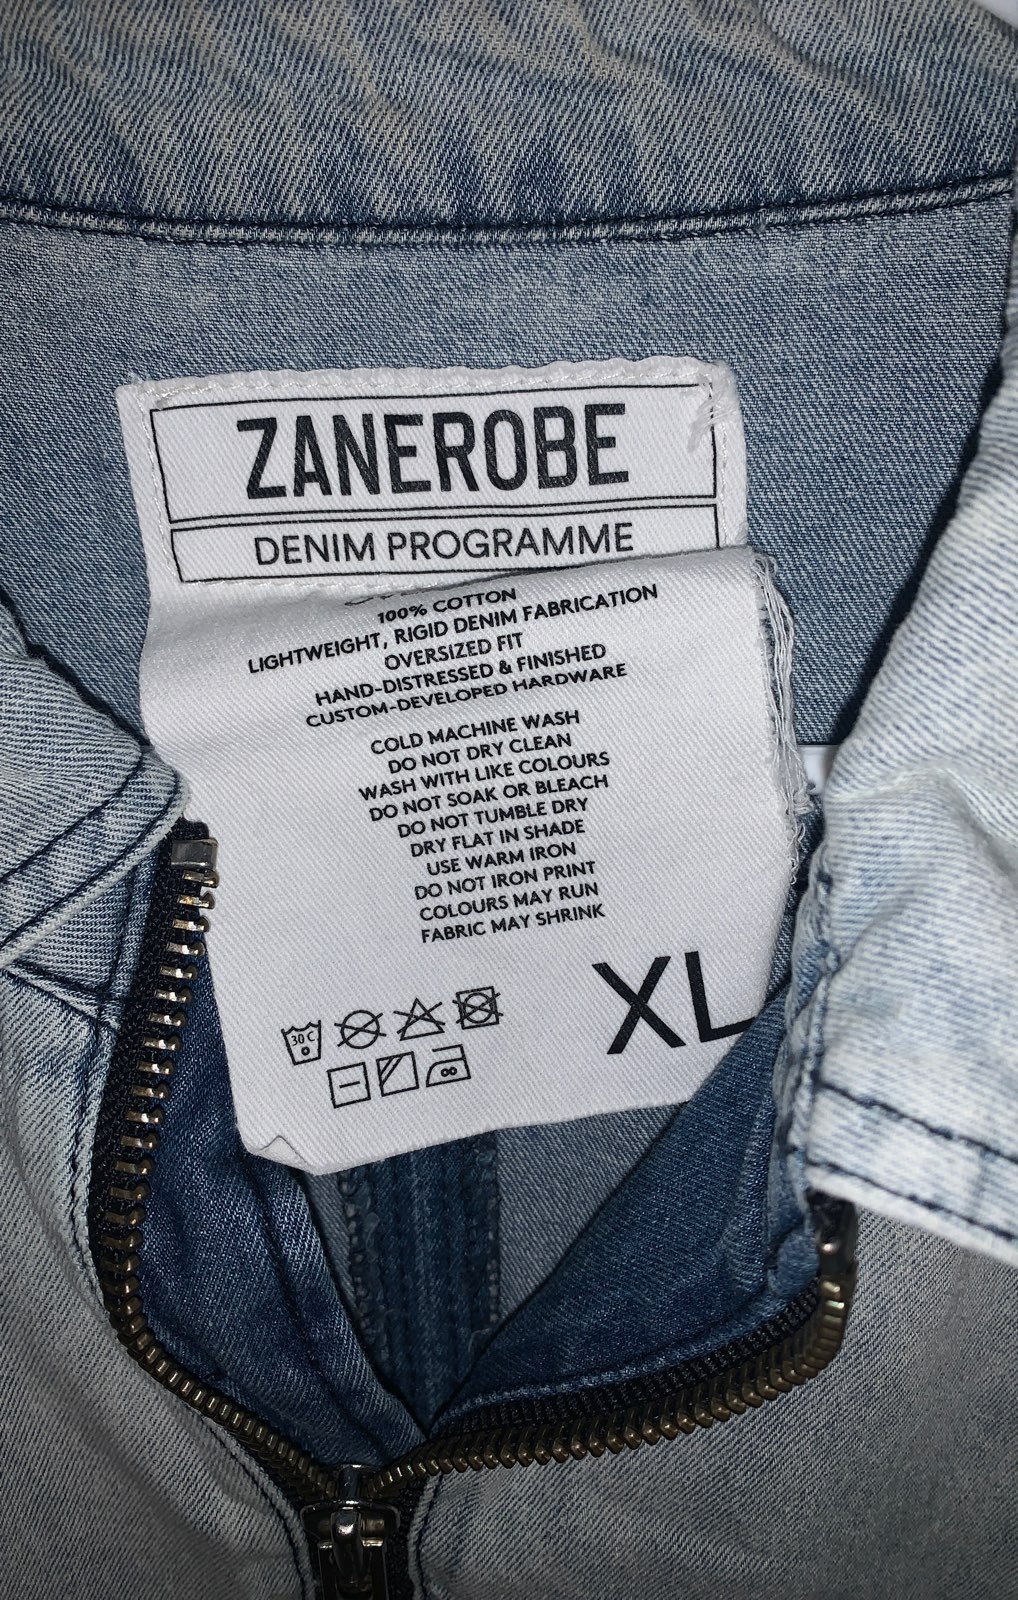 ZANEROBE
DENIM PROGRAMME
100% COTTON
LIGHTWEIGHT, RIGID DENIM FABRICATION
OVERSIZED FIT
HAND-DISTRESSED & FINISHED
CUSTOM-DEVELOPED HARDWARE
COLD MACHINE WASH
DO NOT DRY CLEAN
WASH WITH LIKE COLOURS
DO NOT SOAK OR BLEACH
DO NOT TUMBLE DRY
DRY FLAT IN SHADE
USE WARM IRON
DO NOT IRON PRINT
COLOURS MAY RUN
FABRIC MAY SHRINK
30 C
XL